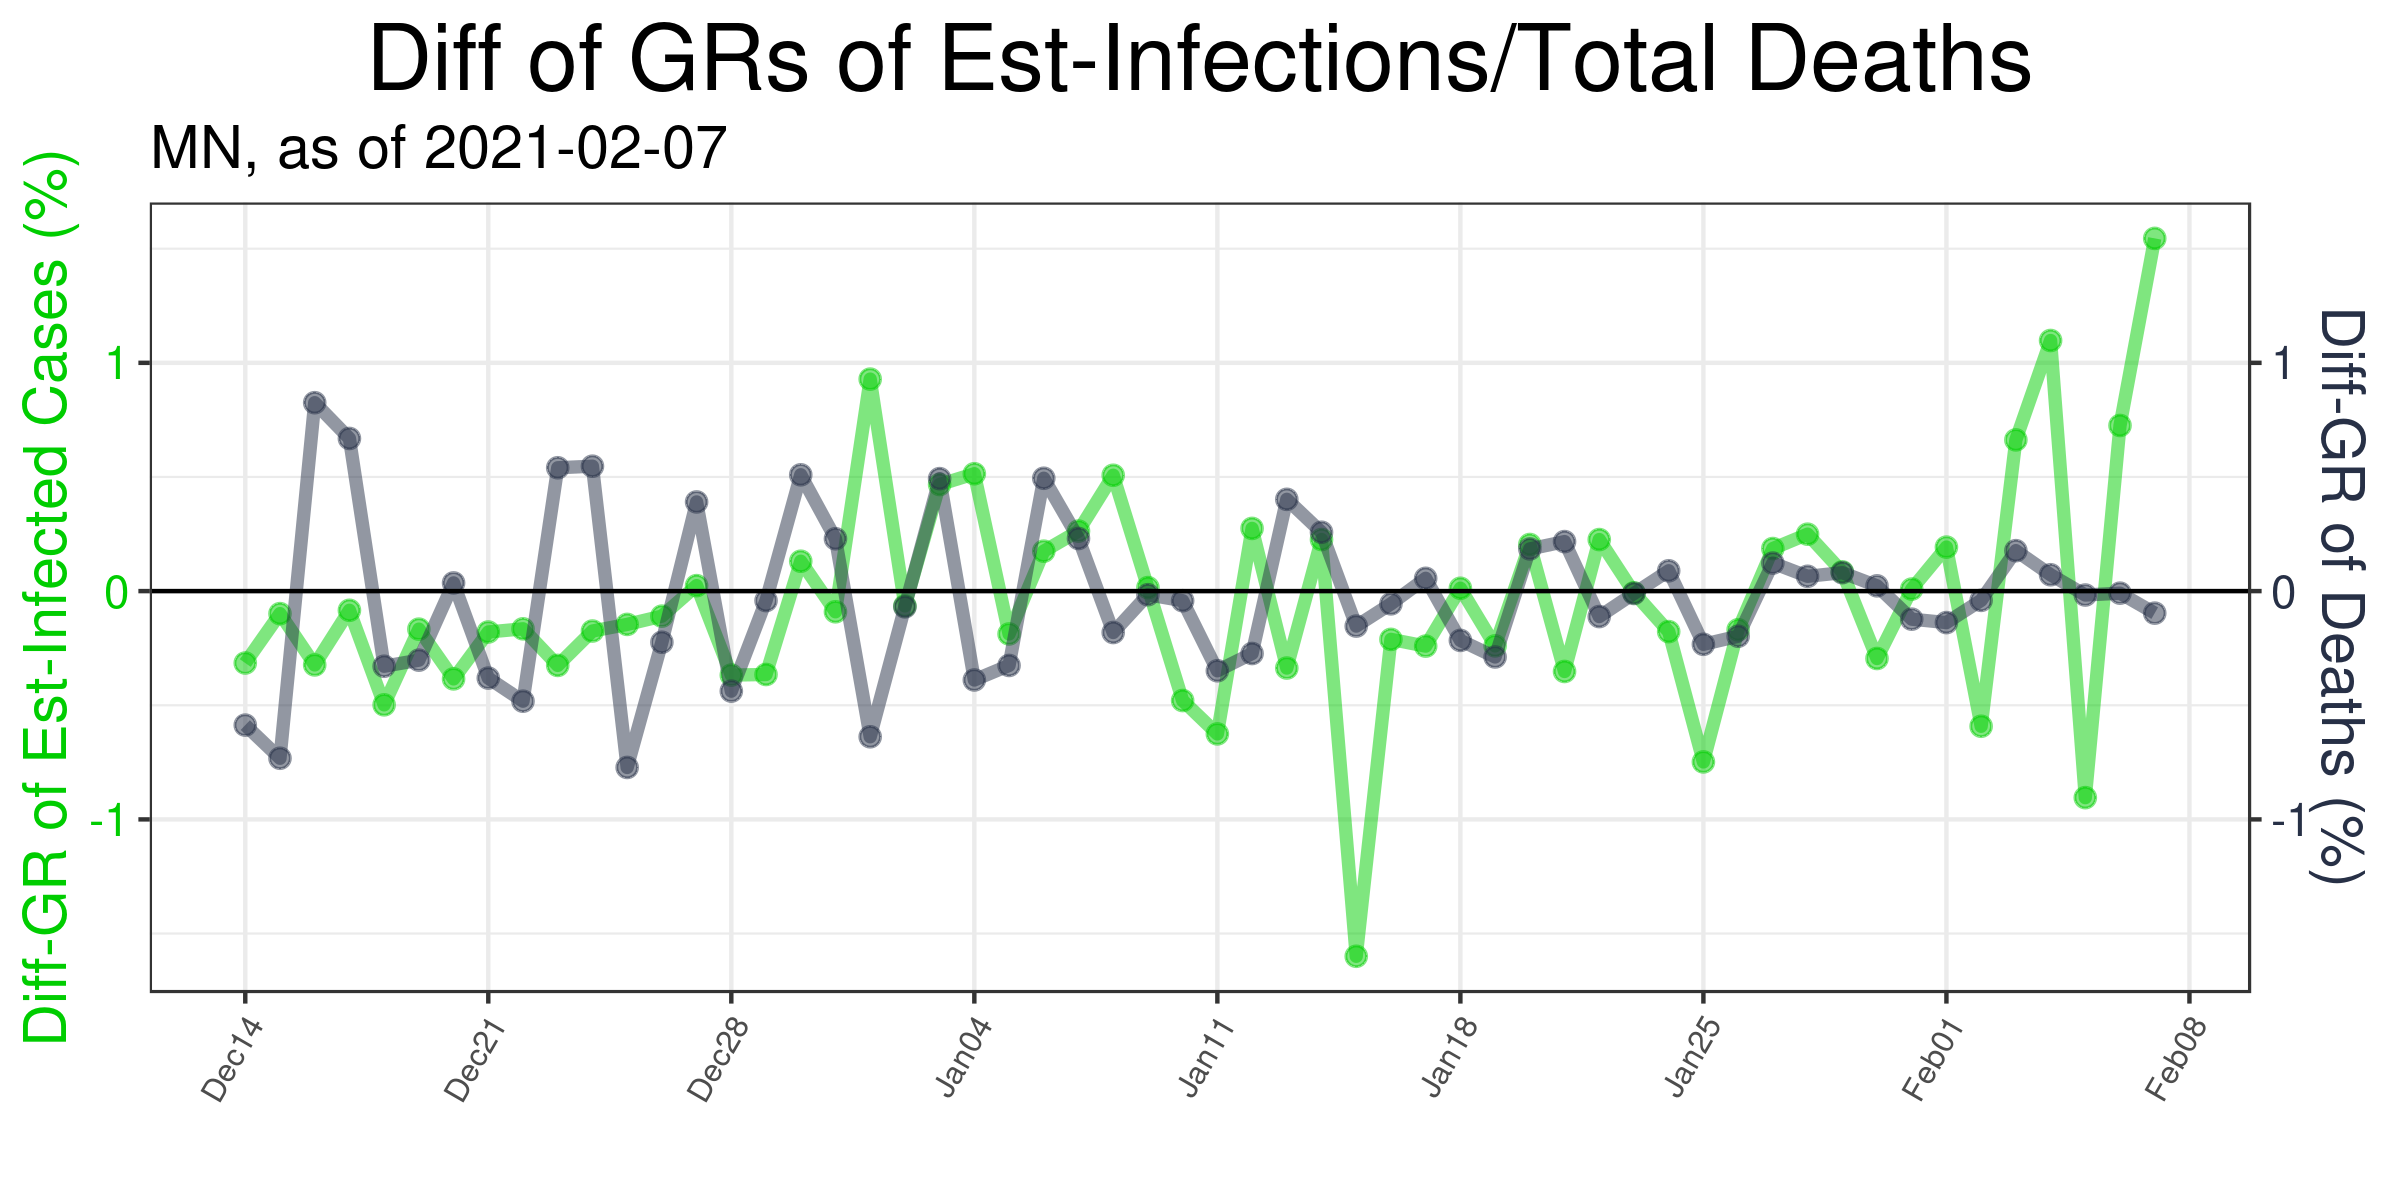 Diff of GRs of Est-Infections/Total Deaths
MN, as of 2021-02-07
Diff-GR of Est-Infected Cases (%)
1
0
-1
1
0
-1
Diff-GR of Deaths (%)
Dec14
Dec21
Dec28
Jan04
Jan11
Jan18
Jan25
Feb01
Feb08